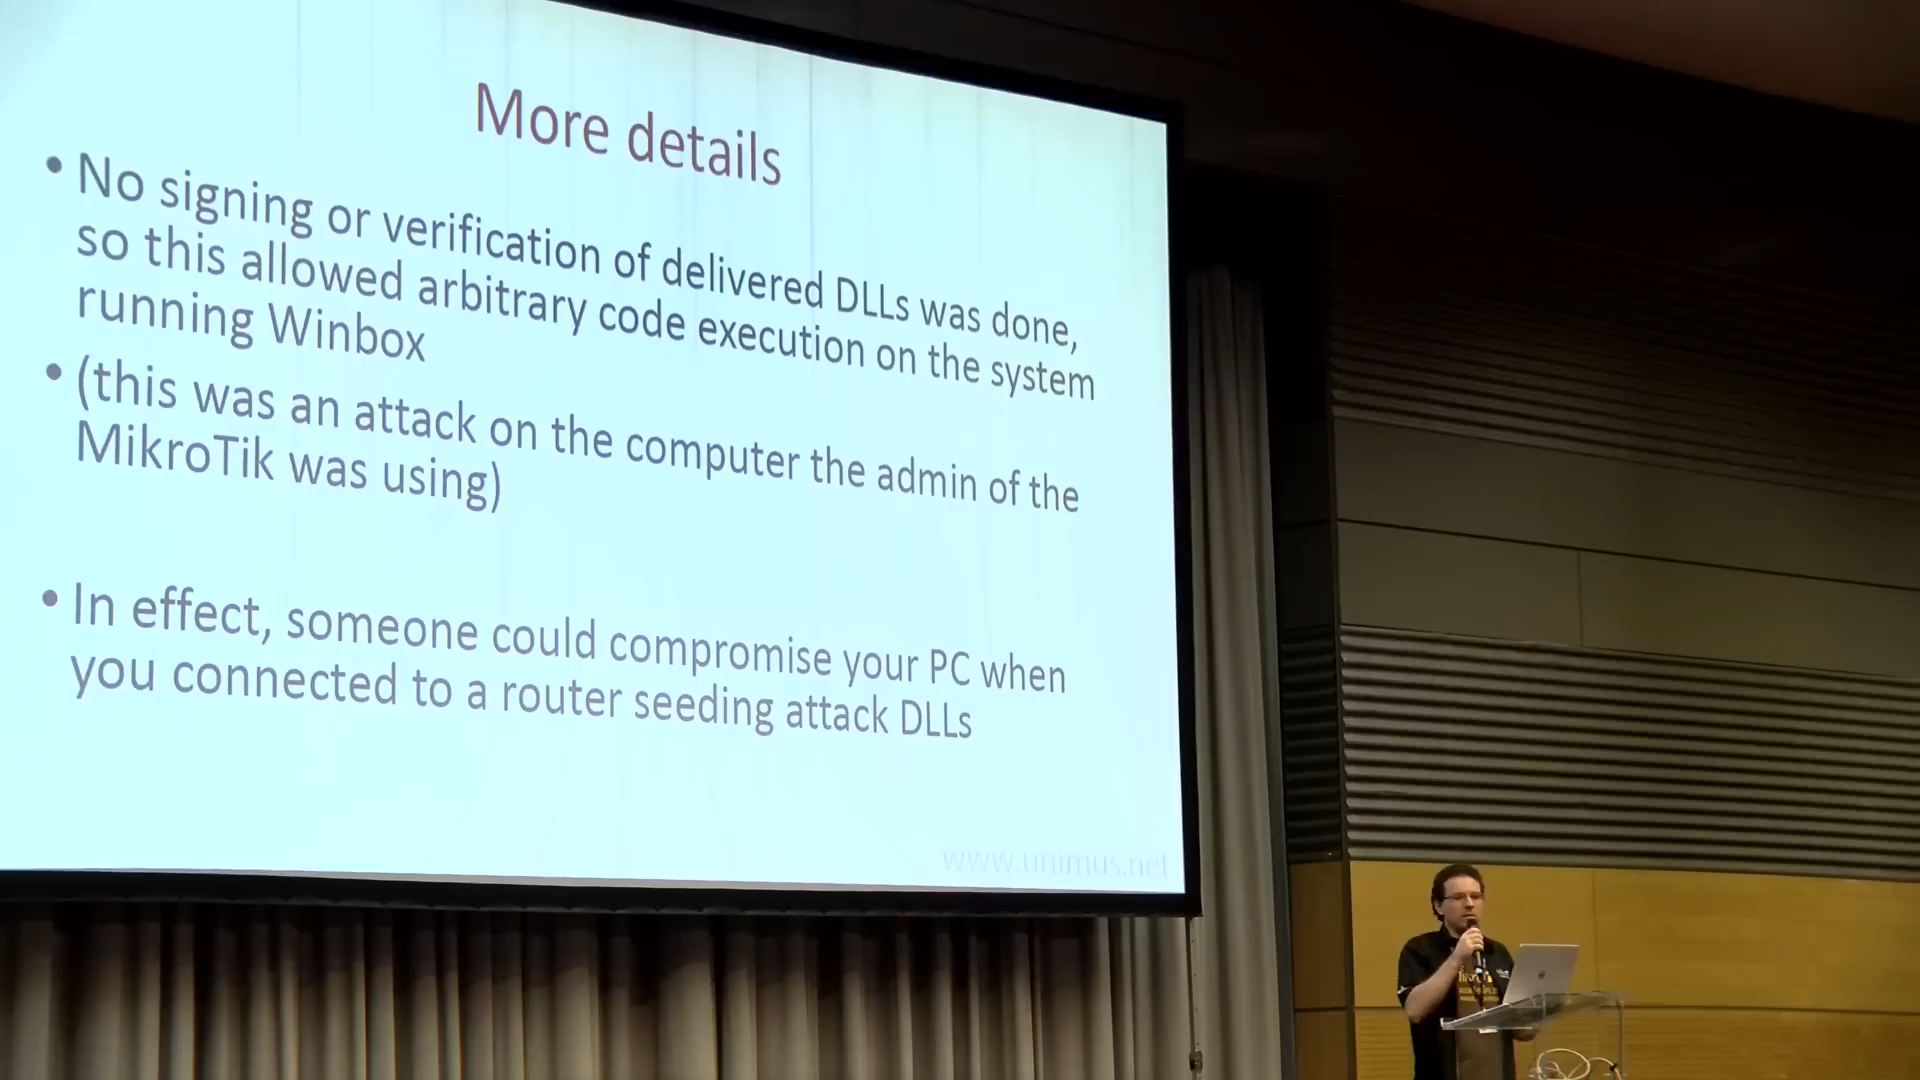 More details
• No signing or verification of delivered DLLs was done,
so this allowed arbitrary code execution on the system
running Winbox
• (this was an attack on the computer the admin of the
MikroTik was using)
• In effect, someone could compromise your PC when
you connected to a router seeding attack DLLs
www.unimus.net